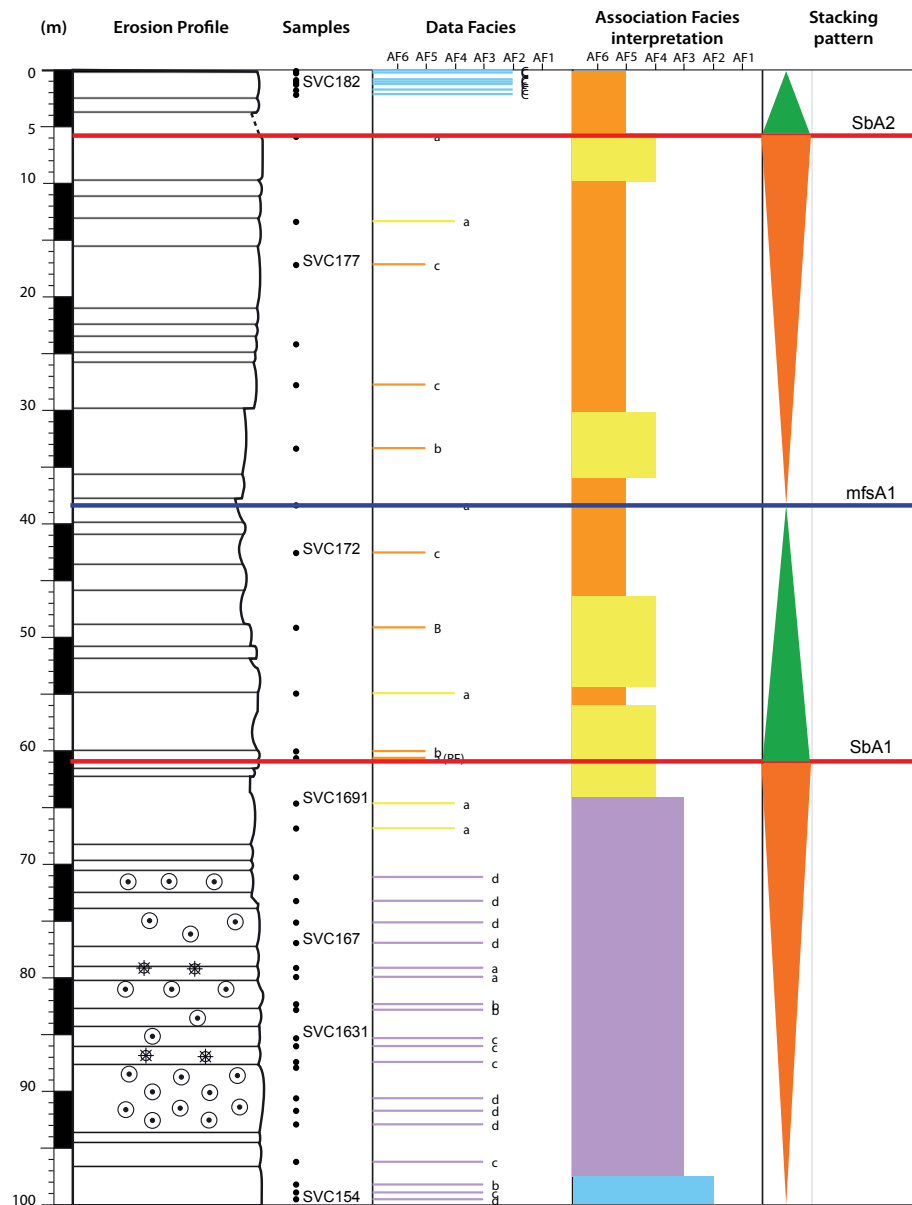 (m) Erosion Profile Samples Data Facies Association Facies interpretation Stacking pattern
AF6 AF5 AF4 AF3 AF2 AF1
AF6 AF5 AF4 AF3 AF2 AF1
0
SVC182
5
SbA2
a
10
a
SVC177
c
20
c
30
b
mfsA1
a
40
SVC172
c
B
50
a
60
b
SbA1
SVC1691
a
a
70
d
d
d
SVC167
d
a
a
80
b
b
SVC1631
c
c
c
90
d
d
d
c
b
c
SVC154
d
100